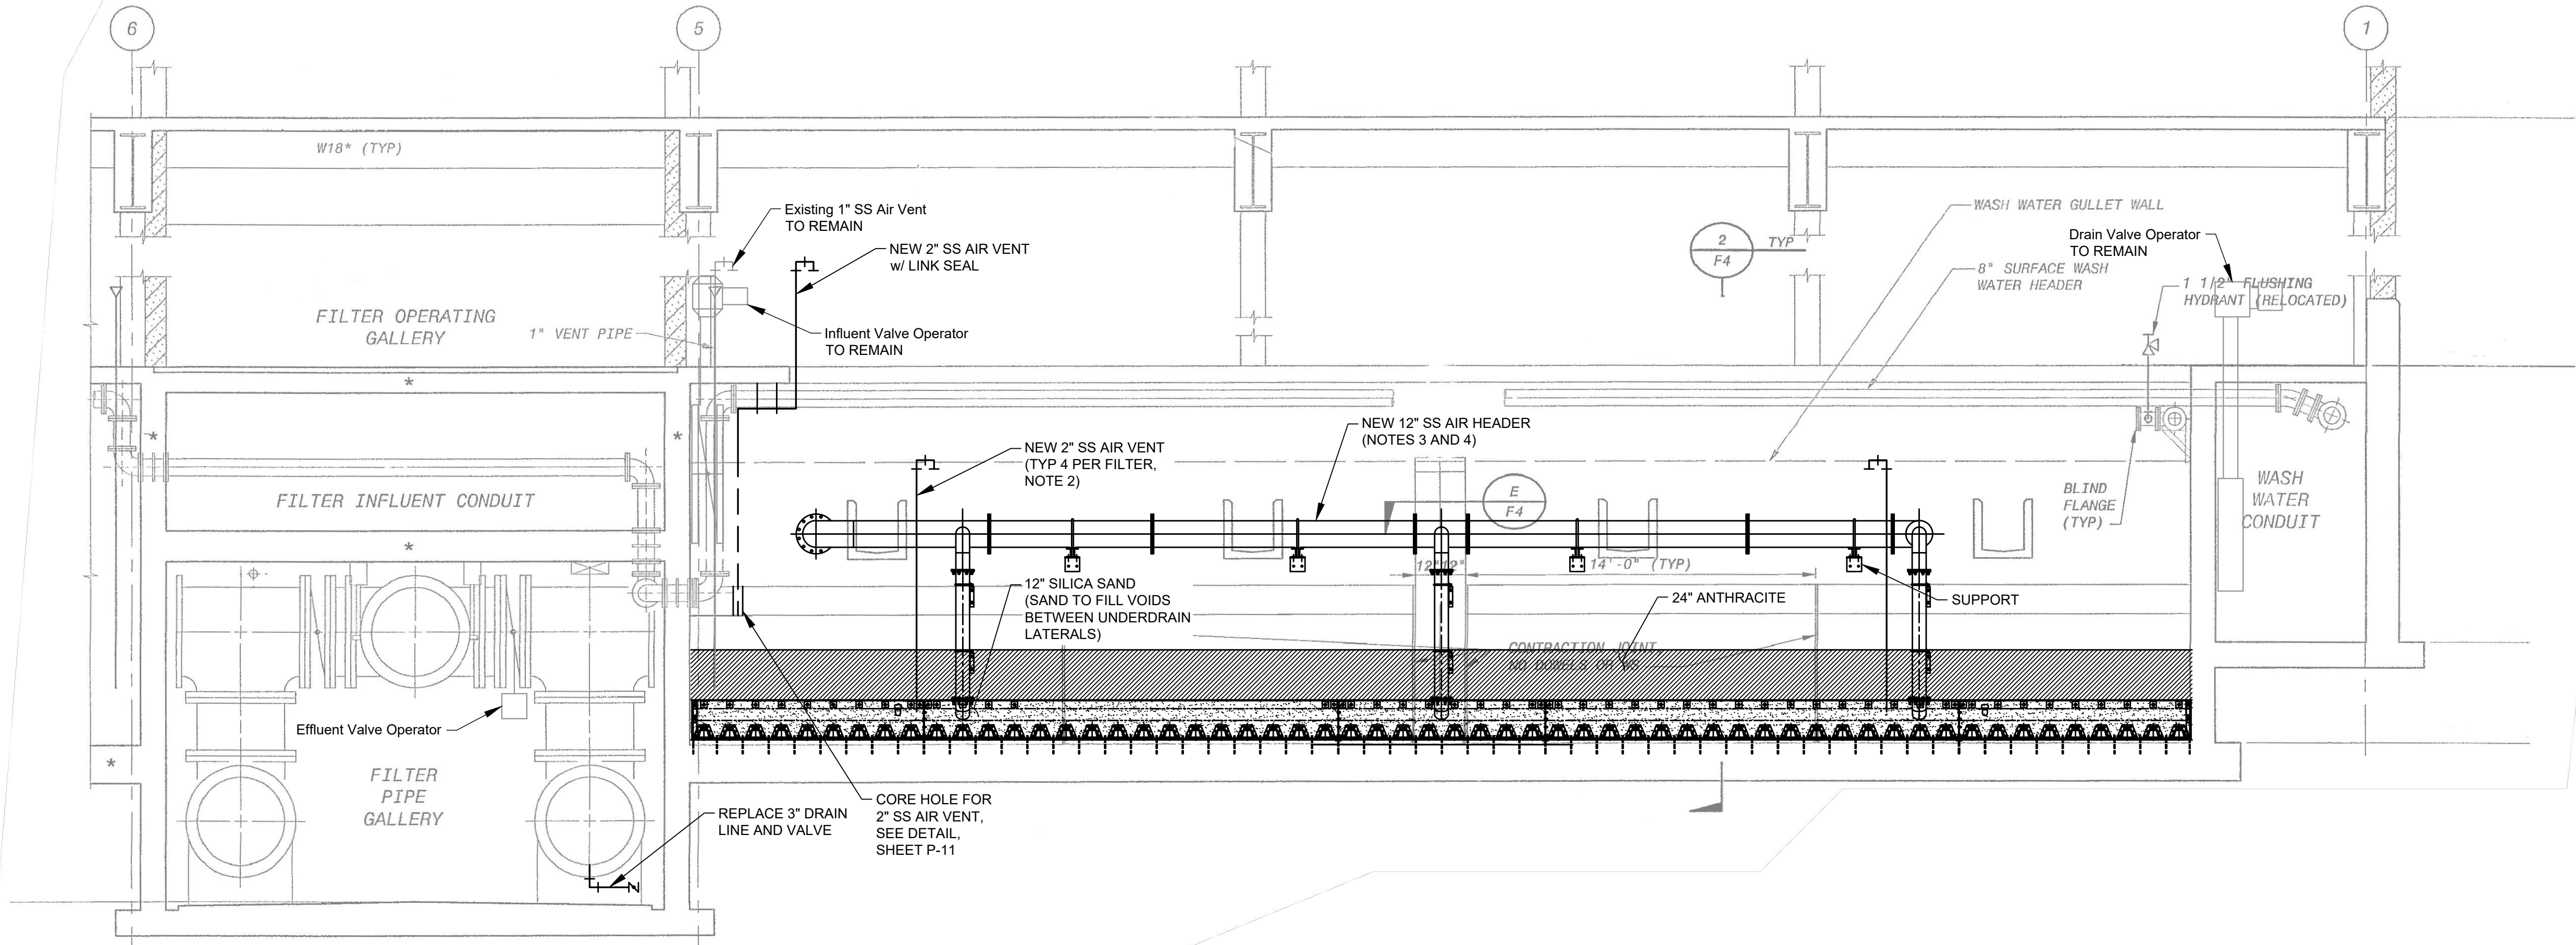 6
5
1
W18* (TYP)
Existing 1" SS Air Vent
TO REMAIN
NEW 2" SS AIR VENT
w/ LINK SEAL
WASH WATER GULLET WALL
2
F4
TYP
Drain Valve Operator
TO REMAIN
8" SURFACE WASH
WATER HEADER
1 1/2" FLUSHING
HYDRANT (RELOCATED)
FILTER OPERATING
GALLERY
1" VENT PIPE
Influent Valve Operator
TO REMAIN
*
*
*
NEW 12" SS AIR HEADER
(NOTES 3 AND 4)
NEW 2" SS AIR VENT
(TYP 4 PER FILTER,
NOTE 2)
FILTER INFLUENT CONDUIT
E
F4
BLIND
FLANGE
(TYP)
WASH
WATER
CONDUIT
*
12"
12"
14'-0" (TYP)
12" SILICA SAND
(SAND TO FILL VOIDS
BETWEEN UNDERDRAIN
LATERALS)
24" ANTHRACITE
SUPPORT
CONTRACTION JOINT,
NO DOWELS OR WS
Effluent Valve Operator
*
FILTER
PIPE
GALLERY
REPLACE 3" DRAIN
LINE AND VALVE
CORE HOLE FOR
2" SS AIR VENT,
SEE DETAIL,
SHEET P-11